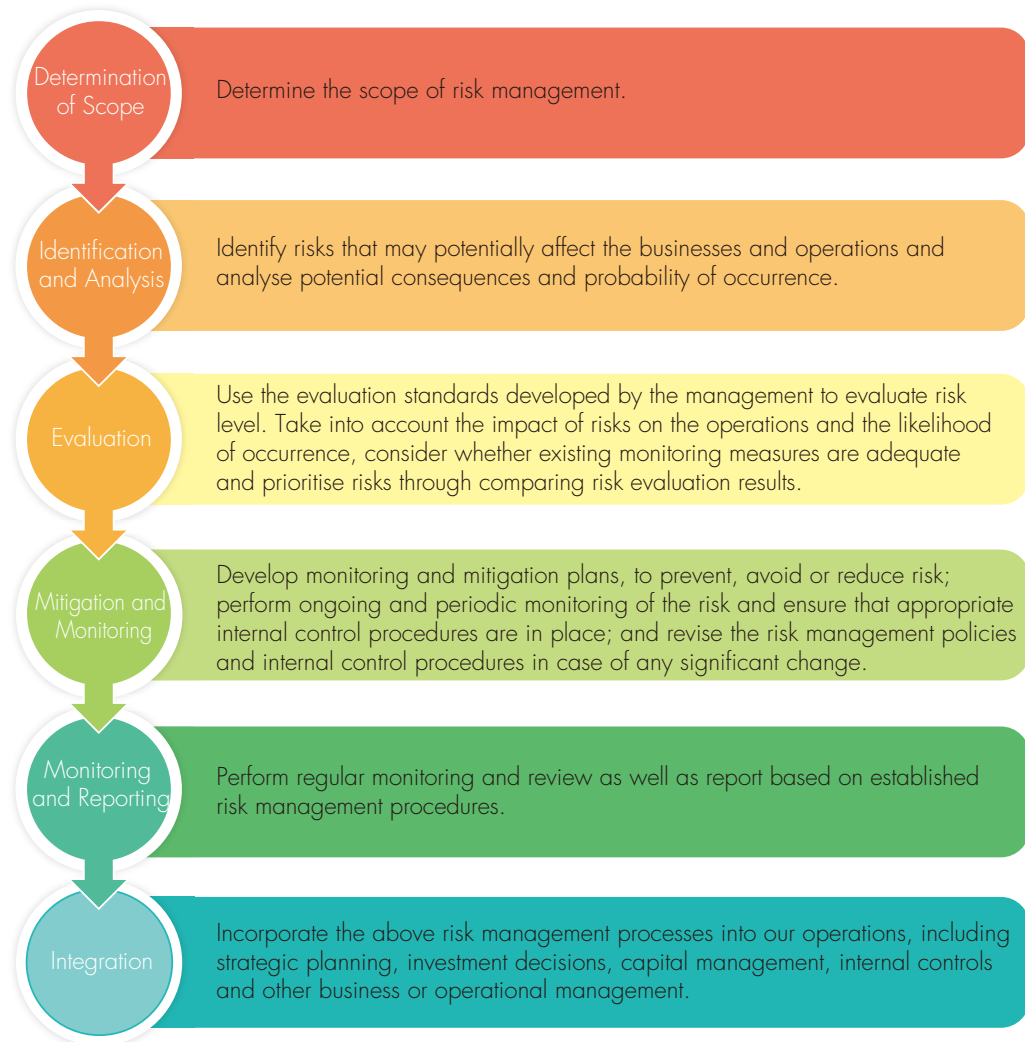 Determination
of Scope
Determine the scope of risk management.
Identification
and Analysis
Identify risks that may potentially affect the businesses and operations and
analyse potential consequences and probability of occurrence.
Evaluation
Use the evaluation standards developed by the management to evaluate risk
level. Take into account the impact of risks on the operations and the likelihood
of occurrence, consider whether existing monitoring measures are adequate
and prioritise risks through comparing risk evaluation results.
Mitigation and
Monitoring
Develop monitoring and mitigation plans, to prevent, avoid or reduce risk;
perform ongoing and periodic monitoring of the risk and ensure that appropriate
internal control procedures are in place; and revise the risk management policies
and internal control procedures in case of any significant change.
Monitoring
and Reporting
Perform regular monitoring and review as well as report based on established
risk management procedures.
Integration
Incorporate the above risk management processes into our operations, including
strategic planning, investment decisions, capital management, internal controls
and other business or operational management.